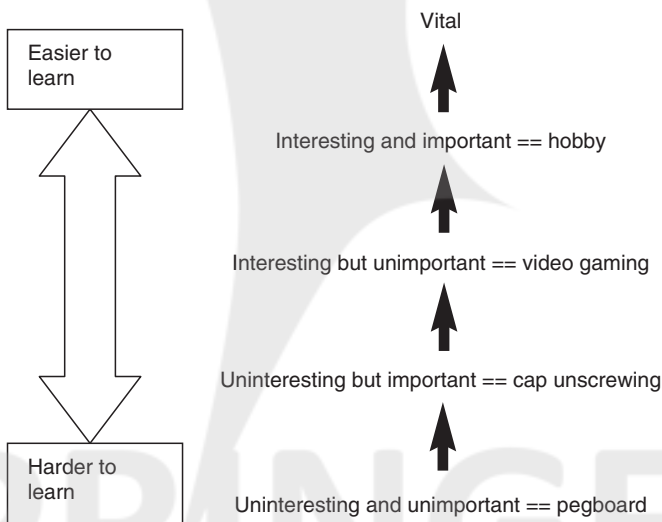 Easier to
learn
Vital
Interesting and important == hobby
Interesting but unimportant == video gaming
Uninteresting but important == cap unscrewing
Harder to
learn
Uninteresting and unimportant == pegboard